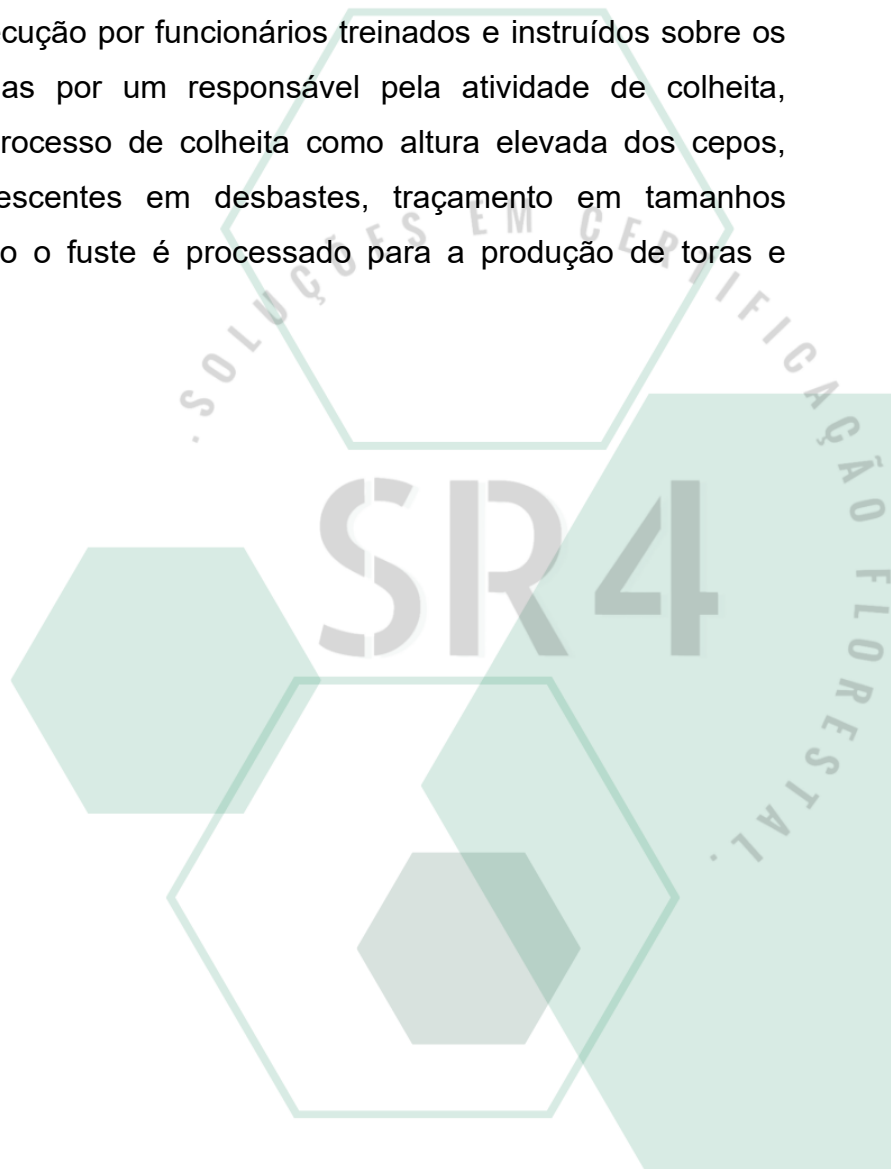 cução por funcionários treinados e instruídos sobre os
as por um responsável pela atividade de colheita,
rocesso de colheita como altura elevada dos cepos,
escentes em desbastes, traçamento em tamanhos
o o fuste é processado para a produção de toras e
. SOLUÇÕES EM CERTIFICAÇÃO FLORESTAL .
SR4